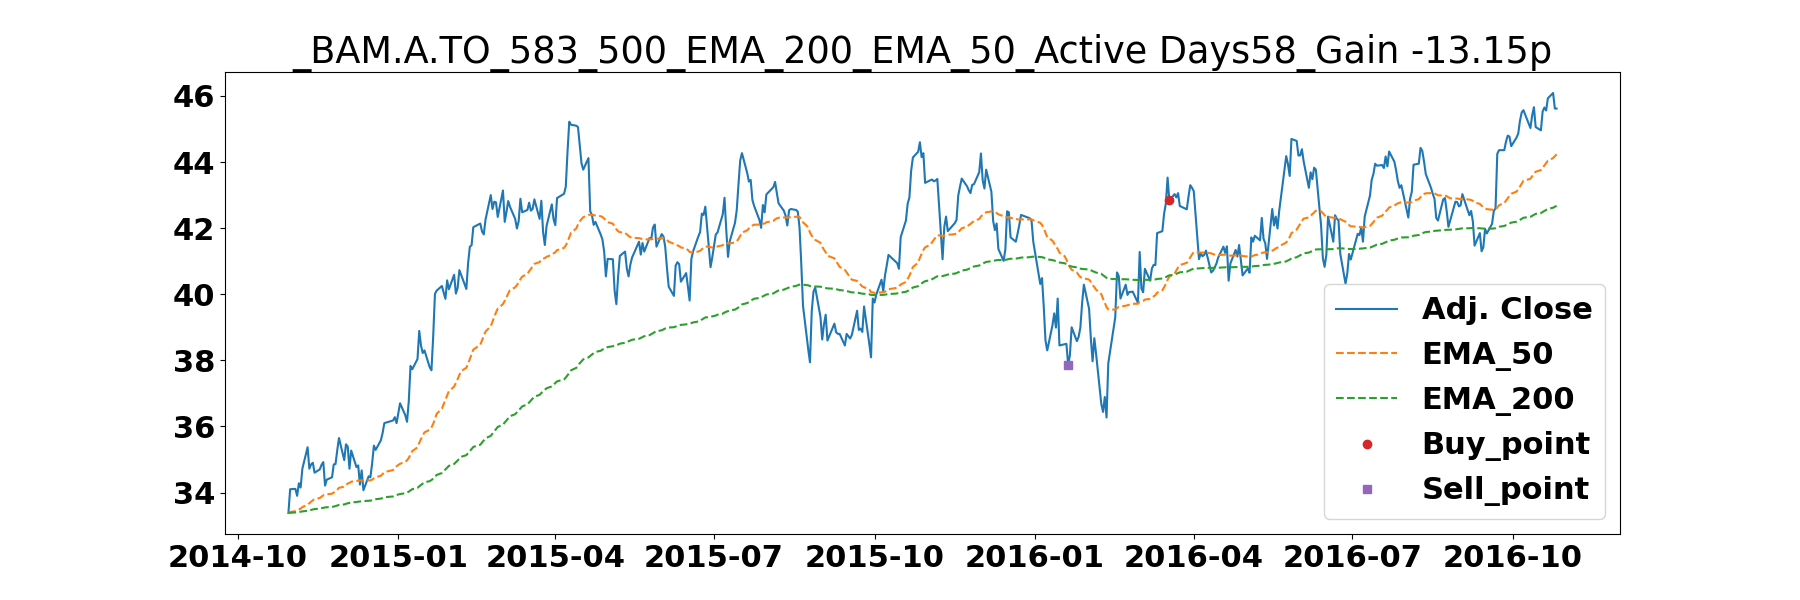 _BAM.A.TO_583_500_EMA_200_EMA_50_Active Days58_Gain -13.15p
46
44
42
40
38
36
34
Adj. Close
EMA_50
EMA_200
Buy_point
Sell_point
2014-10 2015-01 2015-04 2015-07 2015-10 2016-01 2016-04 2016-07 2016-10